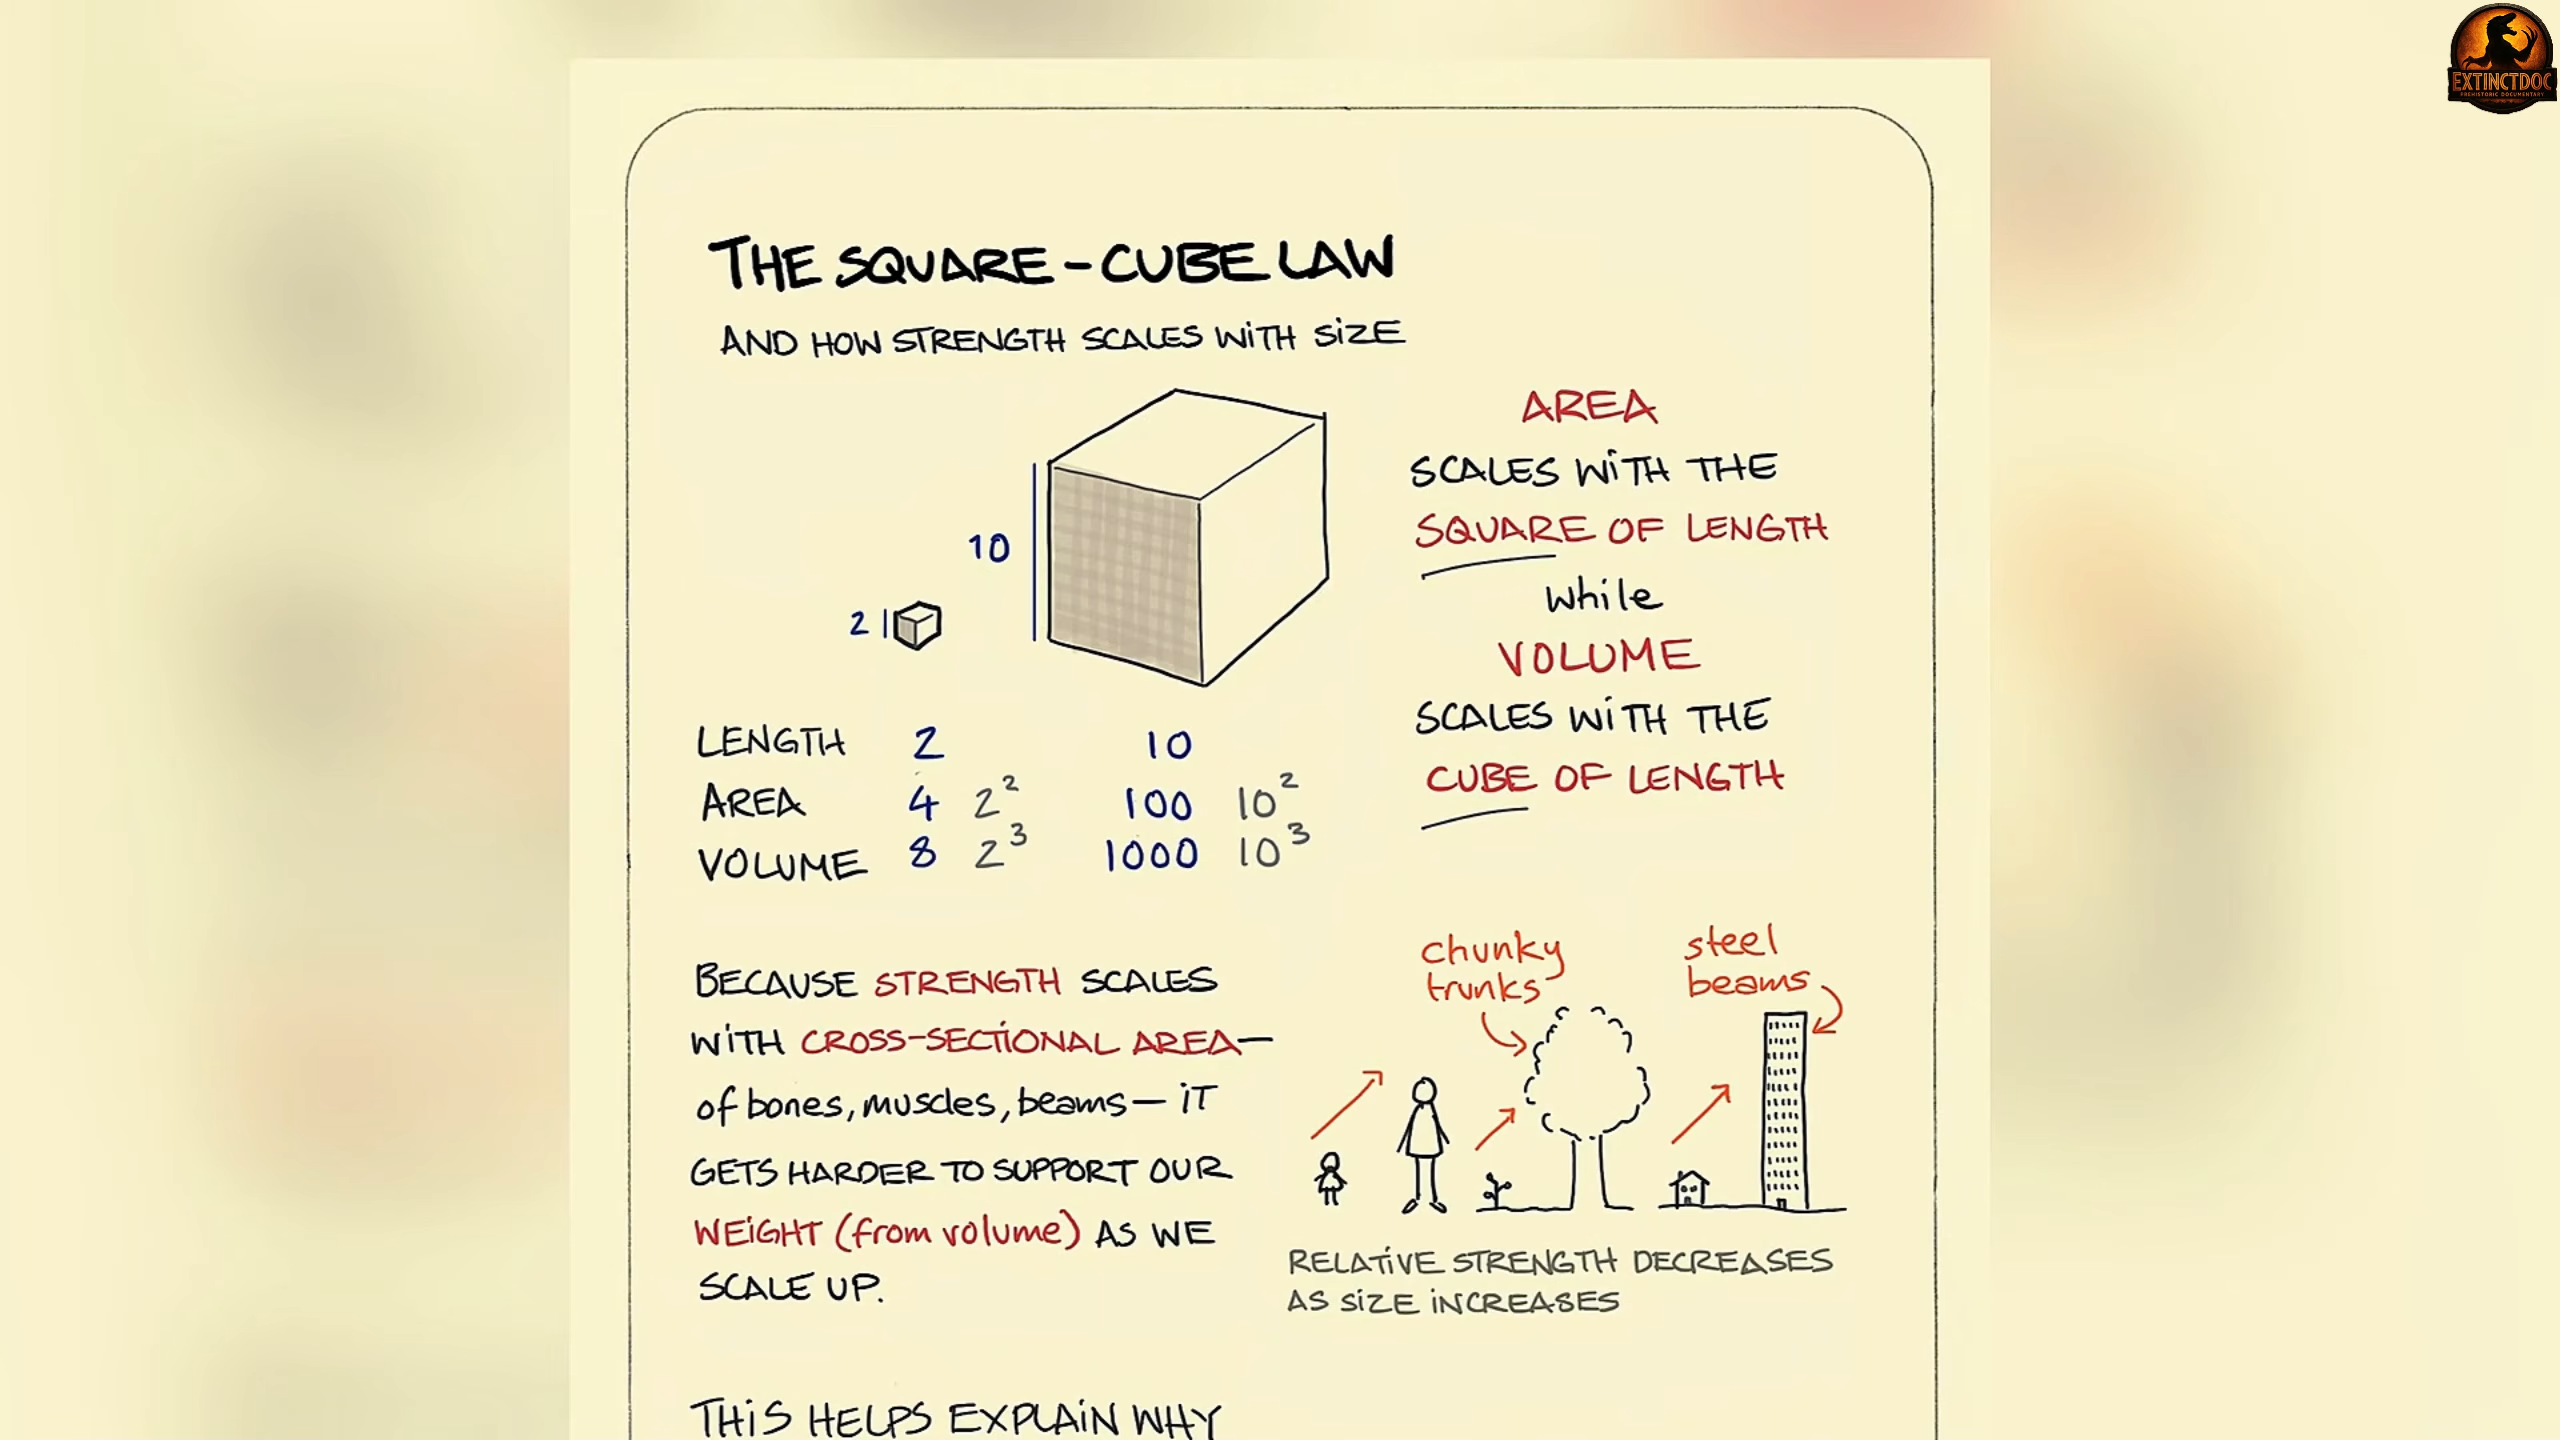 EXTINCTDOC
PREHISTORIC DOCUMENTARY
THE SQUARE-CUBE LAW
AND HOW STRENGTH SCALES WITH SIZE
10
2
AREA
SCALES WITH THE
SQUARE OF LENGTH
while
VOLUME
SCALES WITH THE
CUBE OF LENGTH
LENGTH 2 10
AREA 4 2² 100 10²
VOLUME 8 2³ 1000 10³
BECAUSE STRENGTH SCALES
WITH CROSS-SECTIONAL AREA—
of bones, muscles, beams— IT
GETS HARDER TO SUPPORT OUR
WEIGHT (from volume) AS WE
SCALE UP.
chunky
trunks
steel
beams
RELATIVE STRENGTH DECREASES
AS SIZE INCREASES
THIS HELPS EXPLAIN WHY